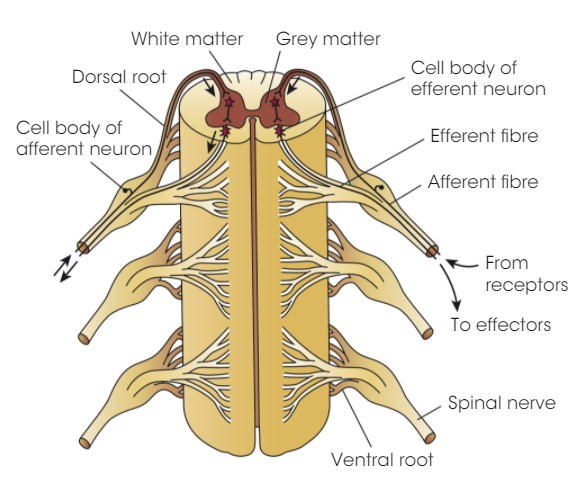 White matter
Grey matter
Dorsal root
Cell body of
efferent neuron
Cell body of
afferent neuron
Efferent fibre
Afferent fibre
From
receptors
To effectors
Spinal nerve
Ventral root